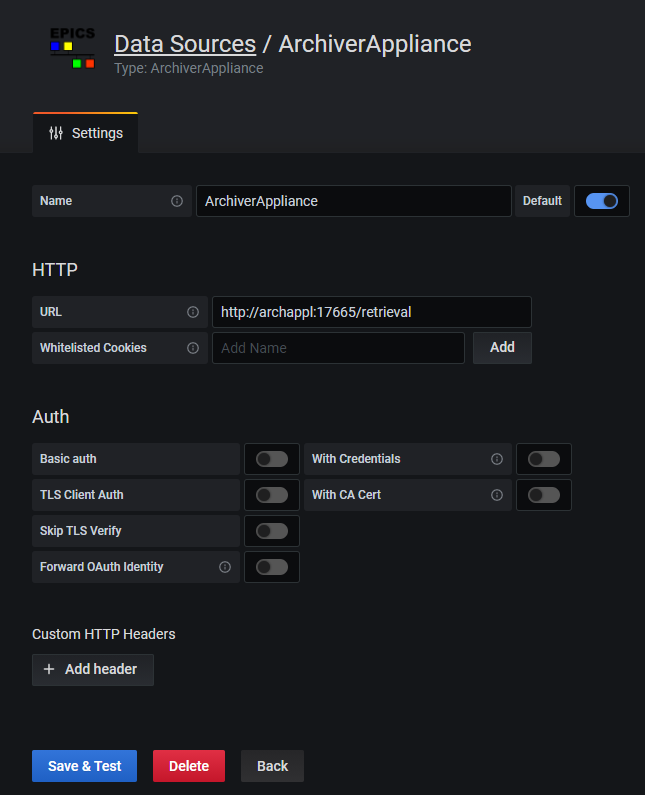 EPICS
Data Sources / ArchiverAppliance
Type: ArchiverAppliance
Settings
Name ArchiverAppliance Default
HTTP
URL http://archappl:17665/retrieval
Whitelisted Cookies Add Name Add
Auth
Basic auth With Credentials
TLS Client Auth With CA Cert
Skip TLS Verify
Forward OAuth Identity
Custom HTTP Headers
+ Add header
Save & Test Delete Back